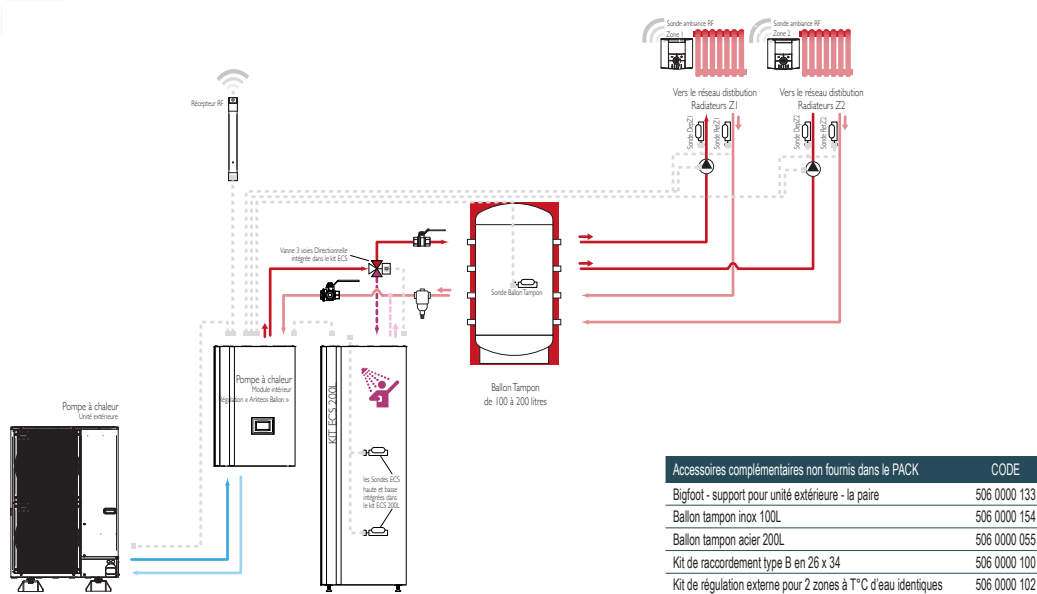 Sonde ambiance RF
Zone 1
Sonde ambiance RF
Zone 2
Récepteur RF
Vers le réseau distibution
Radiateurs Z1
Vers le réseau distibution
Radiateurs Z2
Sonde DepZ1
Sonde RetZ1
Sonde DepZ2
Sonde RetZ2
Vanne 3 voies Directionnelle
intégrée dans le kit ECS
Sonde Ballon Tampon
Ballon Tampon
de 100 à 200 litres
Pompe à chaleur
Module intérieur
Régulation « Arkteos Ballon »
KIT ECS 200L
les Sondes ECS
haute et basse
intégrées dans
le kit ECS 200L
Pompe à chaleur
Unité extérieure
Accessoires complémentaires non fournis dans le PACK CODE
Bigfoot - support pour unité extérieure - la paire 506 0000 133
Ballon tampon inox 100L 506 0000 154
Ballon tampon acier 200L 506 0000 055
Kit de raccordement type B en 26 x 34 506 0000 100
Kit de régulation externe pour 2 zones à T°C d'eau identiques 506 0000 102